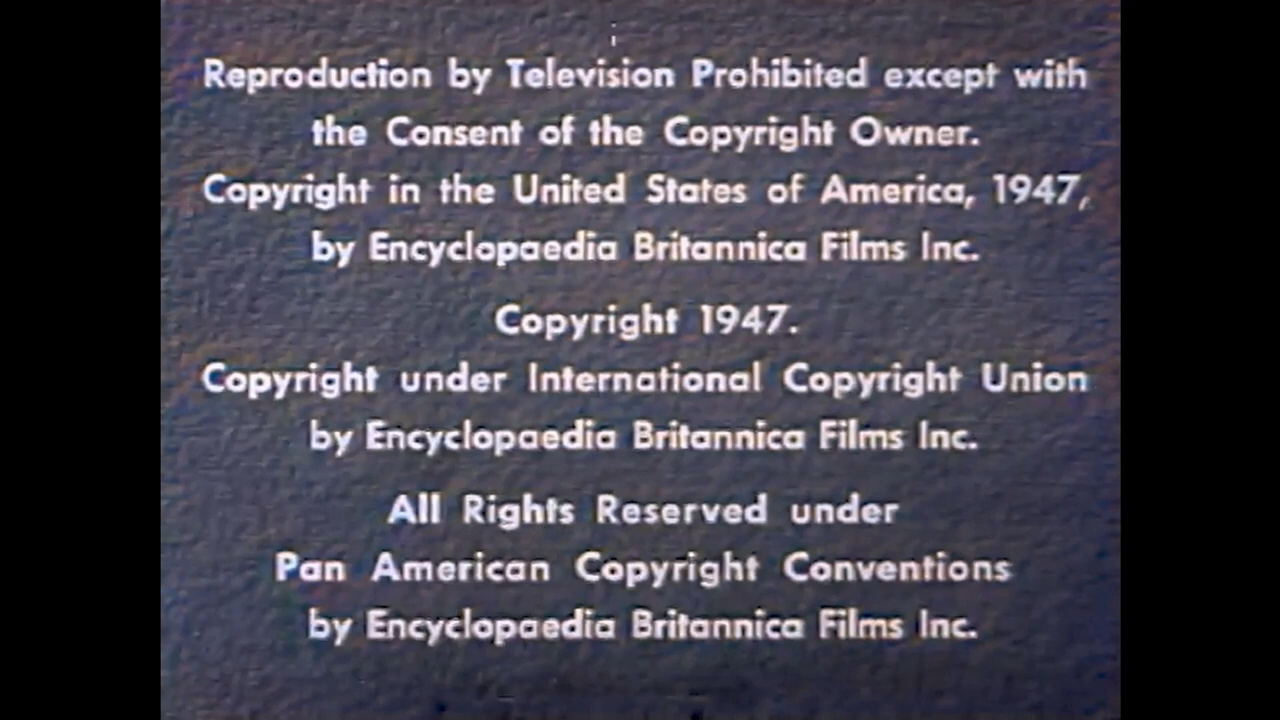 Reproduction by Television Prohibited except with
the Consent of the Copyright Owner.
Copyright in the United States of America, 1947,
by Encyclopaedia Britannica Films Inc.
Copyright 1947.
Copyright under International Copyright Union
by Encyclopaedia Britannica Films Inc.
All Rights Reserved under
Pan American Copyright Conventions
by Encyclopaedia Britannica Films Inc.